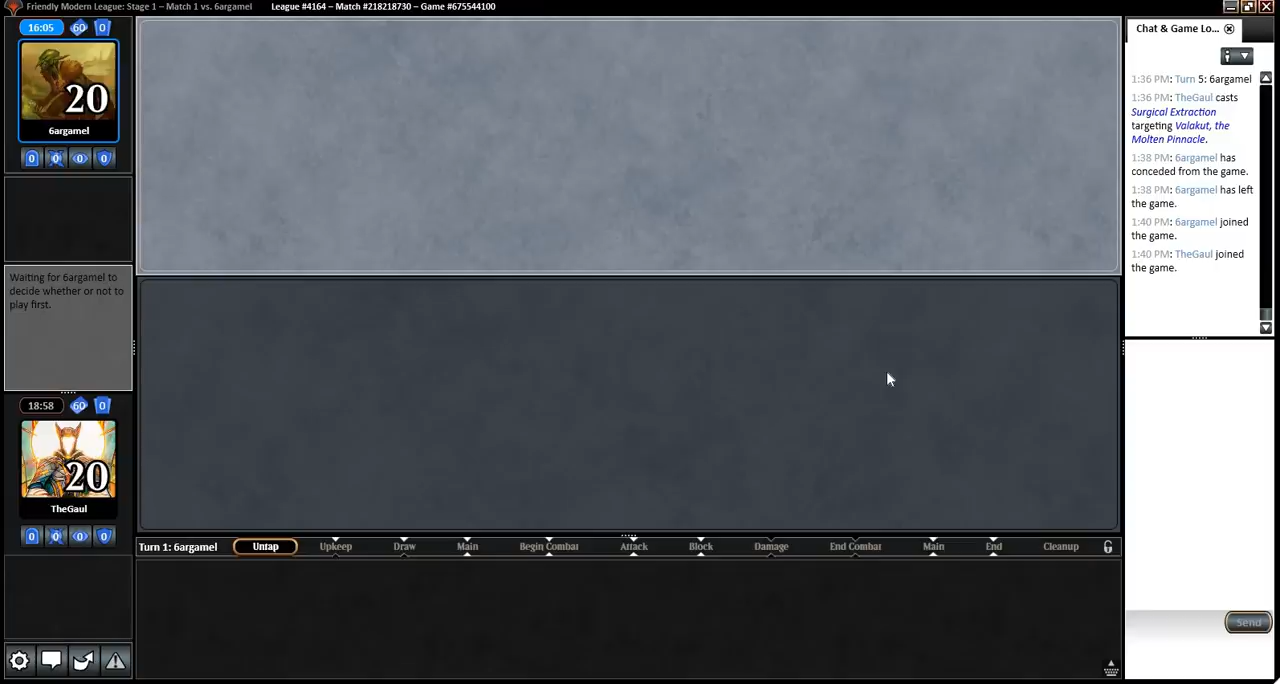 Friendly Modern League: Stage 1 – Match 1 vs. 6argamel
League #4164 – Match #218218730 – Game #675544100
16:05
60
0
20
6argamel
0
0
0
0
Waiting for 6argamel to
decide whether or not to
play first.
18:58
60
0
20
TheGaul
0
0
0
0
Turn 1: 6argamel
Untap
Upkeep
Draw
Main
Begin Combat
Attack
Block
Damage
End Combat
Main
End
Cleanup
Chat & Game Lo...
1:36 PM: Turn 5: 6argamel
1:36 PM: TheGaul casts
Surgical Extraction
targeting Valakut, the
Molten Pinnacle.
1:38 PM: 6argamel has
conceded from the game.
1:38 PM: 6argamel has left
the game.
1:40 PM: 6argamel joined
the game.
1:40 PM: TheGaul joined
the game.
Send